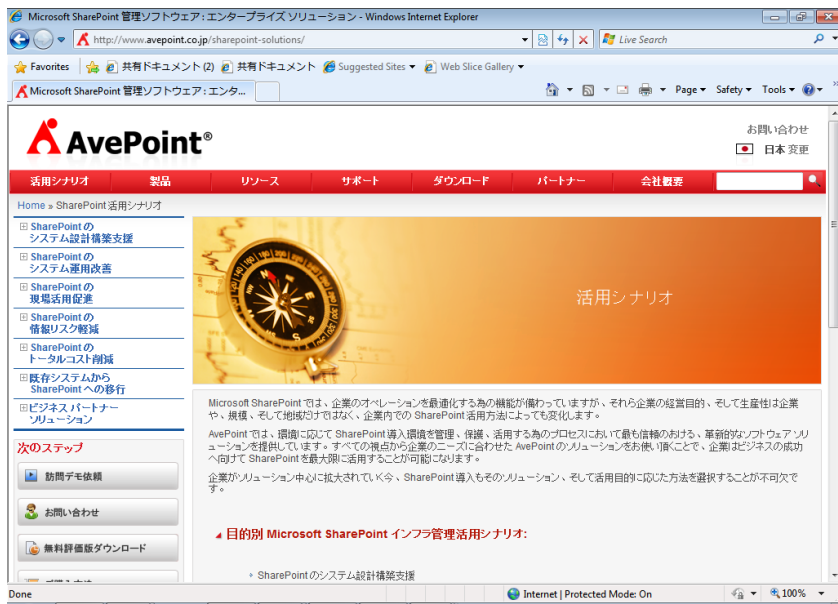 Microsoft SharePoint 管理ソフトウェア : エンタープライズ ソリューション - Windows Internet Explorer
http://www.avepoint.co.jp/sharepoint-solutions/
Live Search
Favorites
共有ドキュメント (2)
共有ドキュメント
Suggested Sites
Web Slice Gallery
Microsoft SharePoint 管理ソフトウェア : エンタ...
Page
Safety
Tools
AvePoint®
お問い合わせ
日本 変更
活用シナリオ
製品
リソース
サポート
ダウンロード
パートナー
会社概要
Home » SharePoint 活用シナリオ
SharePoint の
システム設計構築支援
SharePoint の
システム運用改善
SharePoint の
現場活用促進
SharePoint の
情報リスク軽減
SharePoint の
トータルコスト削減
既存システムから
SharePoint への移行
ビジネス パートナー
ソリューション
次のステップ
訪問デモ依頼
お問い合わせ
無料評価版ダウンロード
活用シナリオ
Microsoft SharePoint では、企業のオペレーションを最適化する為の機能が備わっていますが、それら企業の経営目的、そして生産性は企業
や、規模、そして地域だけではなく、企業内での SharePoint 活用方法によっても変化します。
AvePoint では、環境に応じて SharePoint 導入環境を管理、保護、活用する為のプロセスにおいて最も信頼のおける、革新的なソフトウェア ソリ
ューションを提供しています。すべての視点から企業のニーズに合わせた AvePoint のソリューションをお使い頂くことで、企業はビジネスの成功
へ向けて SharePoint を最大限に活用することが可能になります。
企業がソリューション中心に拡大されていく今、SharePoint 導入もそのソリューション、そして活用目的に応じた方法を選択することが不可欠で
す。
目的別 Microsoft SharePoint インフラ管理活用シナリオ:
SharePoint のシステム設計構築支援
Done
Internet | Protected Mode: On
100%